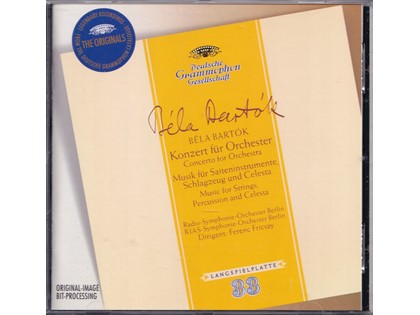 LEGENDARY RECORDINGS
THE ORIGINALS
Deutsche
Grammophon
Gesellschaft
Béla Bartók
BÉLA BARTÓK
Konzert für Orchester
Concerto for Orchestra
Musik für Saiteninstrumente,
Schlagzeug und Celesta
Music for Strings,
Percussion and Celesta
Radio-Symphonie-Orchester Berlin
RIAS-Symphonie-Orchester Berlin
Dirigent: Ferenc Fricsay
LANGSPIELPLATTE
33
ORIGINAL-IMAGE
BIT-PROCESSING